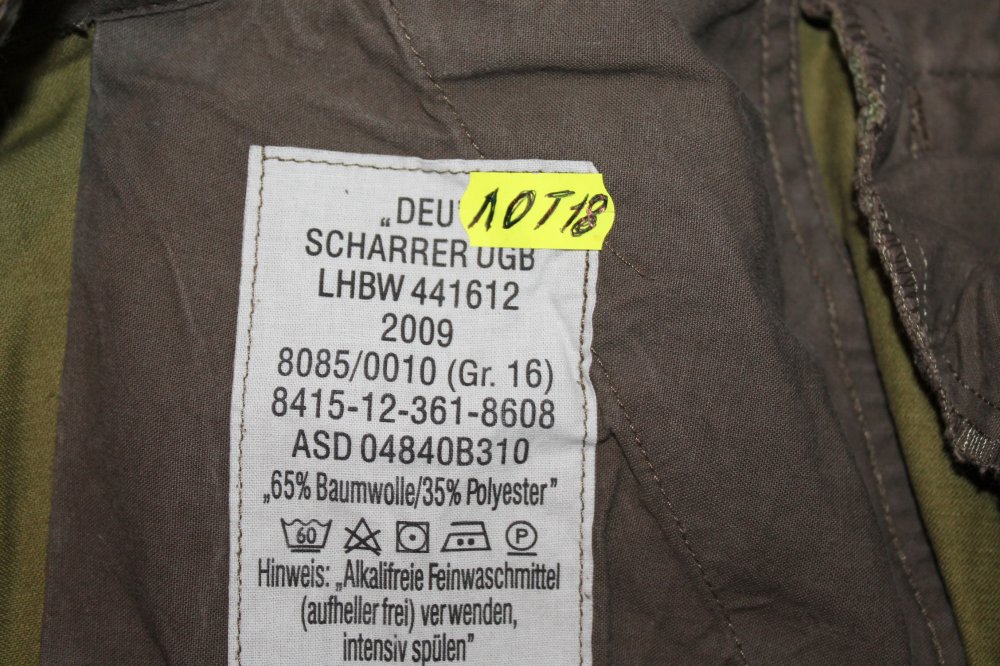 „DEU
ЛОТ18
SCHARRER UGB
LHBW 441612
2009
8085/0010 (Gr. 16)
8415-12-361-8608
ASD 04840B310
„65% Baumwolle/35% Polyester”
60 P
Hinweis: „Alkalifreie Feinwaschmittel
(aufheller frei) verwenden,
intensiv spülen”